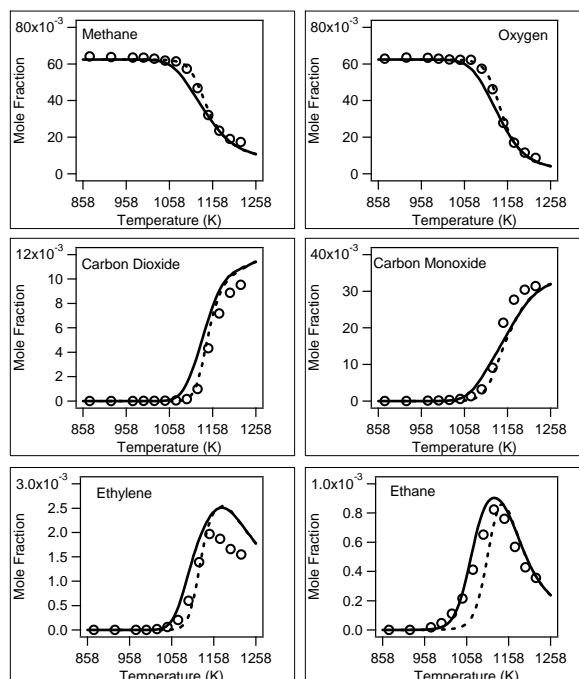 80x10⁻³
Methane
60
40
20
0
Mole Fraction
858 958 1058 1158 1258
Temperature (K)
80x10⁻³
Oxygen
60
40
20
0
Mole Fraction
858 958 1058 1158 1258
Temperature (K)
12x10⁻³
Carbon Dioxide
10
8
6
4
2
0
Mole Fraction
858 958 1058 1158 1258
Temperature (K)
40x10⁻³
Carbon Monoxide
30
20
10
0
Mole Fraction
858 958 1058 1158 1258
Temperature (K)
3.0x10⁻³
Ethylene
2.5
2.0
1.5
1.0
0.5
0.0
Mole Fraction
858 958 1058 1158 1258
Temperature (K)
1.0x10⁻³
Ethane
0.8
0.6
0.4
0.2
0.0
Mole Fraction
858 958 1058 1158 1258
Temperature (K)